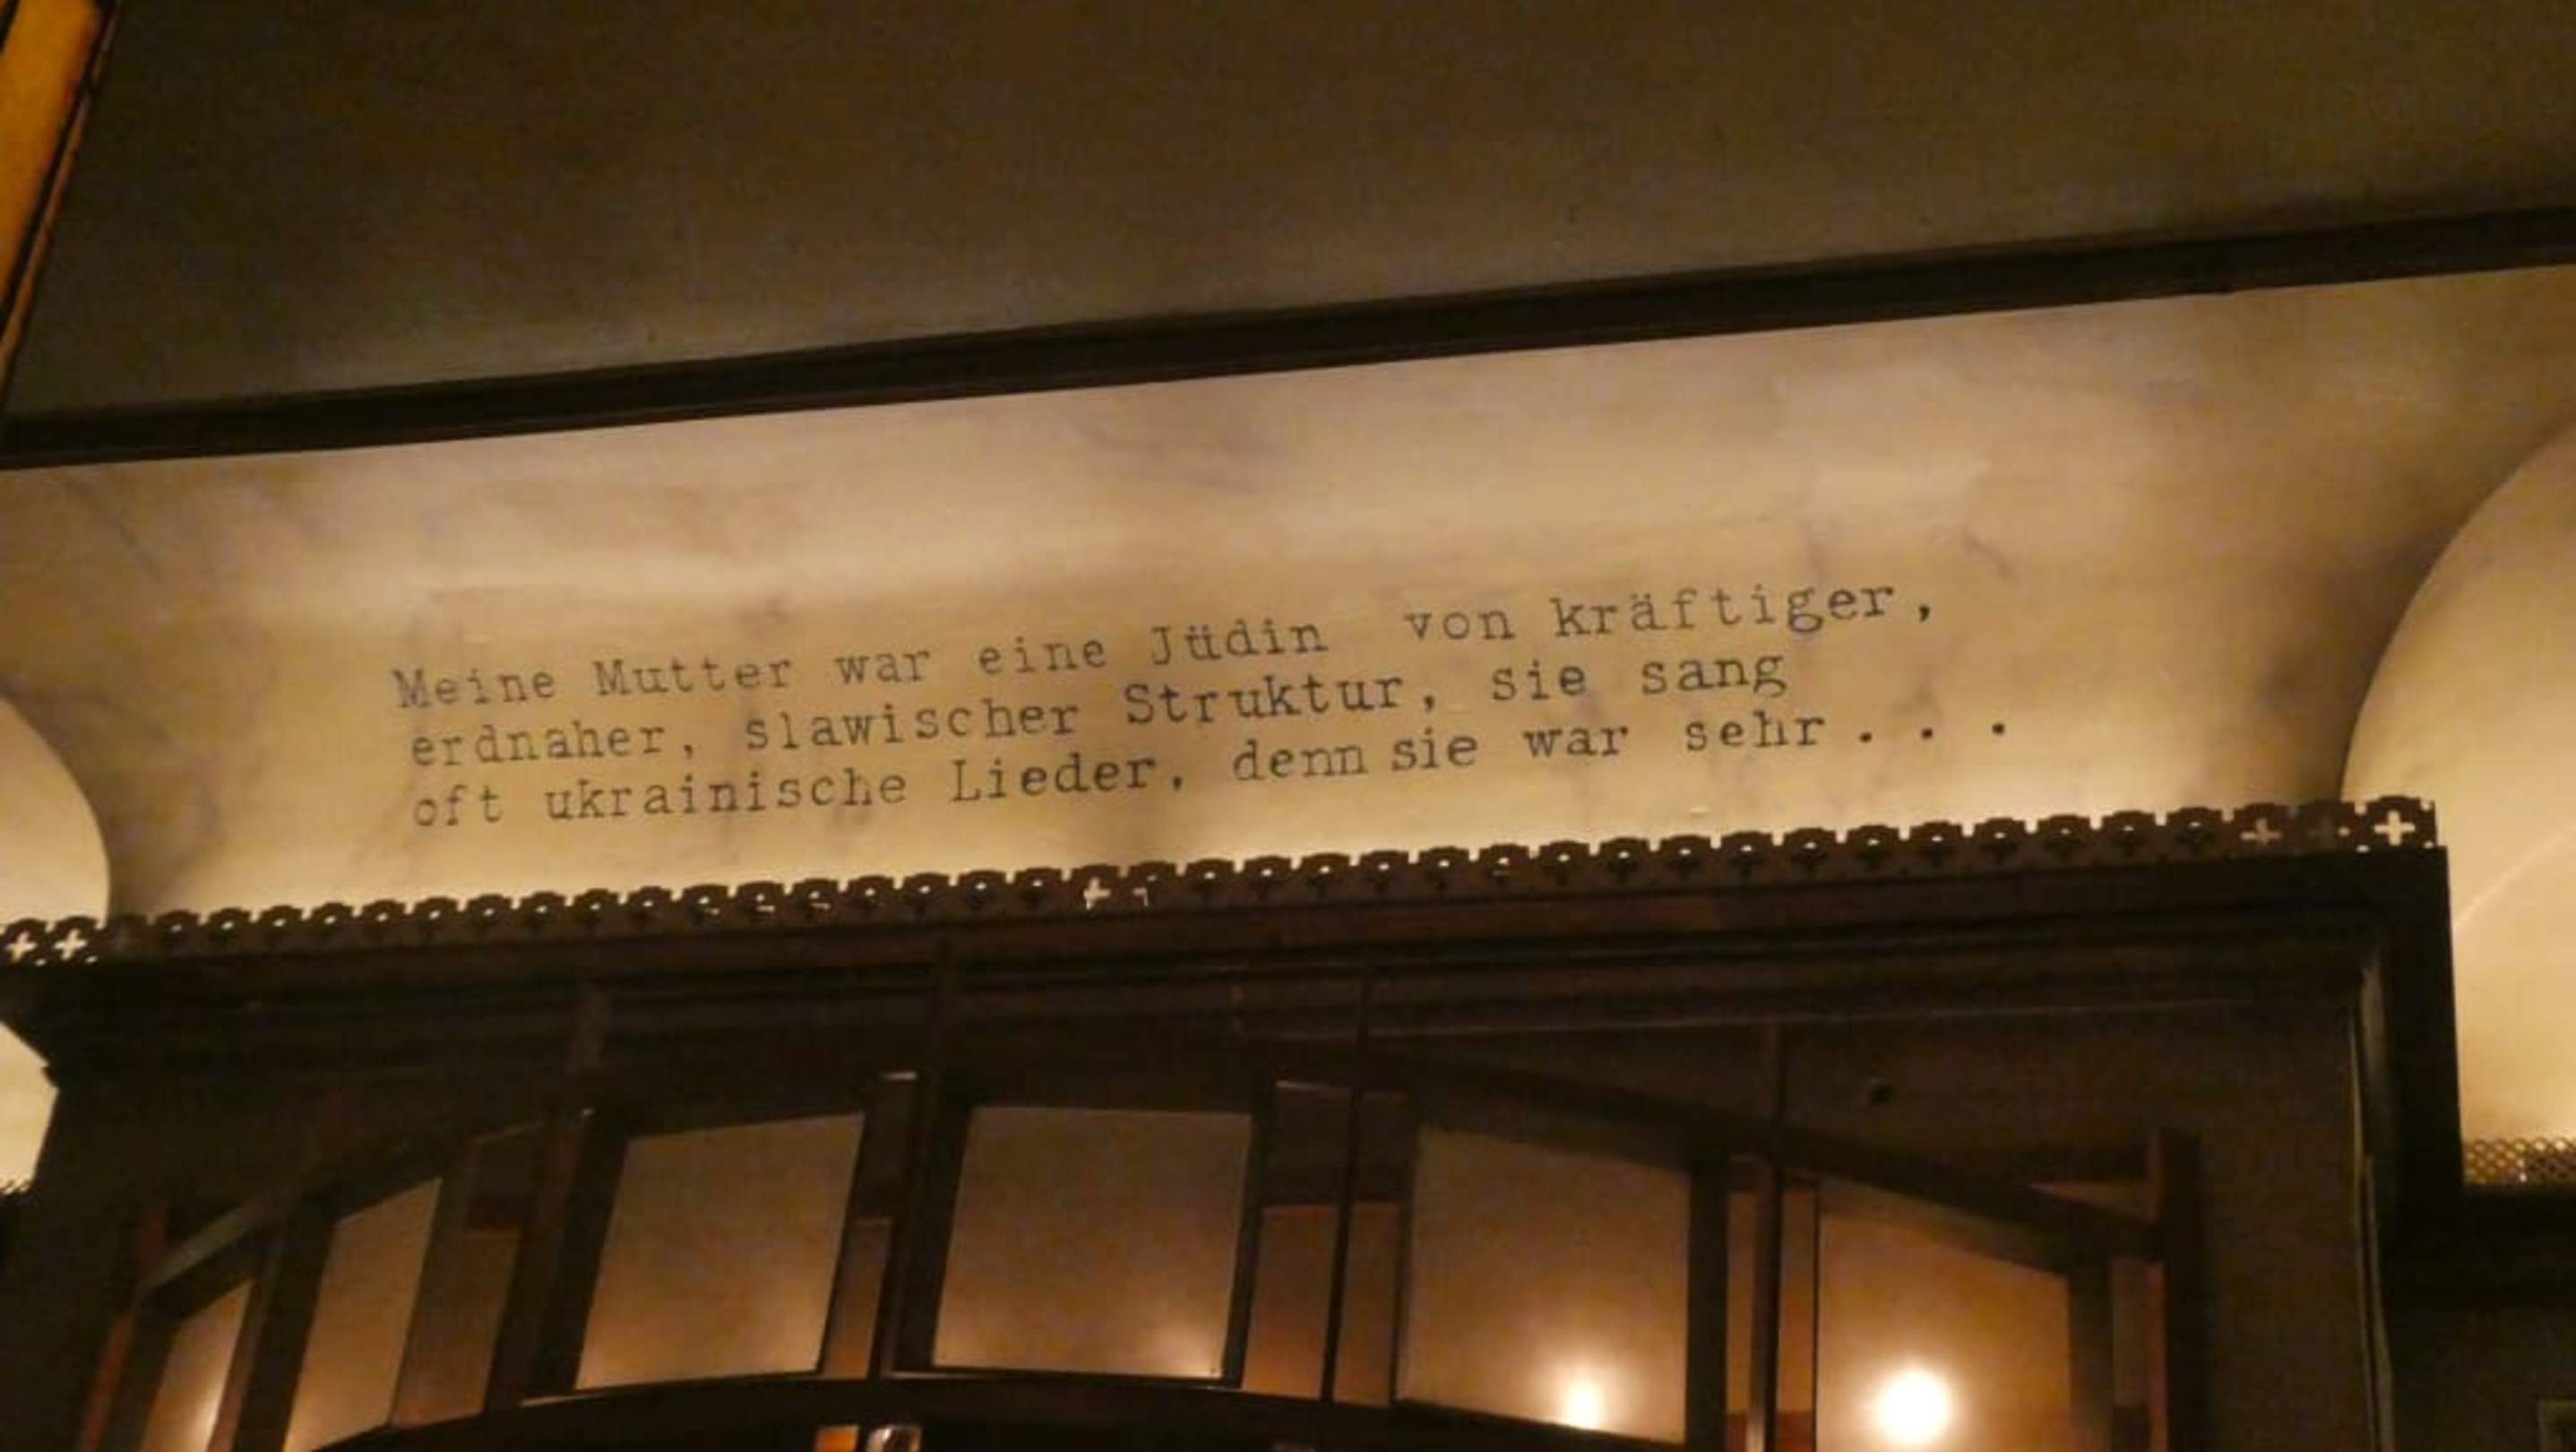 Meine Mutter war eine Jüdin von kräftiger,
erdnaher, slawischer Struktur, sie sang
oft ukrainische Lieder, denn sie war sehr...